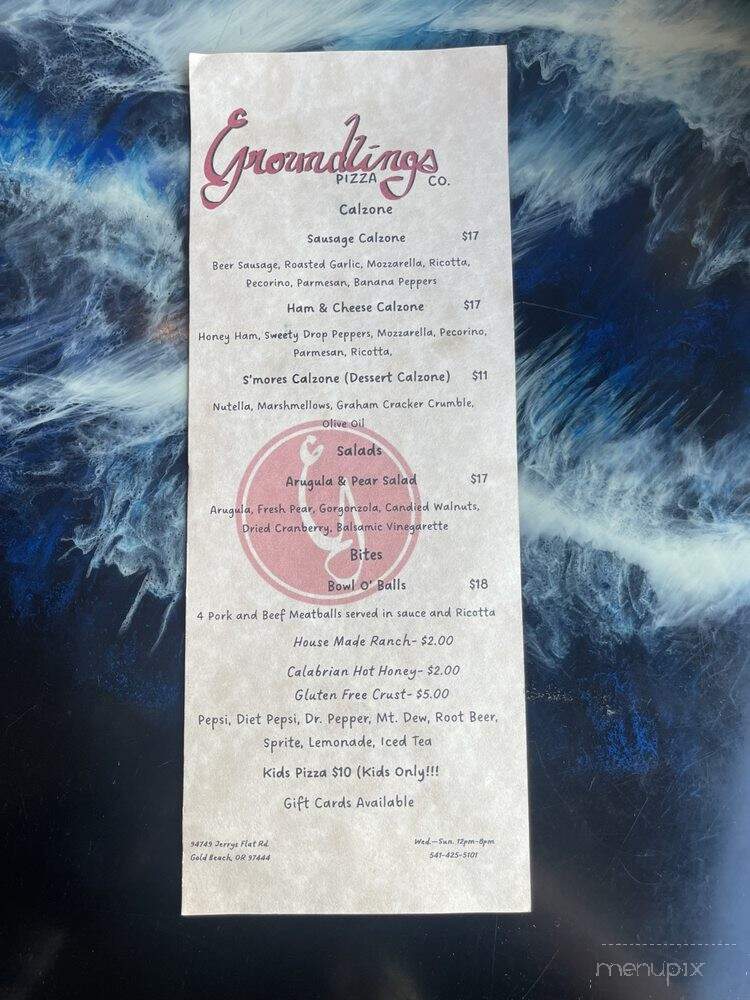 Groundlings
PIZZA CO.
Calzone
Sausage Calzone $17
Beer Sausage, Roasted Garlic, Mozzarella, Ricotta,
Pecorino, Parmesan, Banana Peppers
Ham & Cheese Calzone $17
Honey Ham, Sweety Drop Peppers, Mozzarella, Pecorino,
Parmesan, Ricotta,
S'mores Calzone (Dessert Calzone) $11
Nutella, Marshmellows, Graham Cracker Crumble,
Olive Oil
Salads
Arugula & Pear Salad $17
Arugula, Fresh Pear, Gorgonzola, Candied Walnuts,
Dried Cranberry, Balsamic Vinegarette
Bites
Bowl O' Balls $18
4 Pork and Beef Meatballs served in sauce and Ricotta
House Made Ranch- $2.00
Calabrian Hot Honey- $2.00
Gluten Free Crust- $5.00
Pepsi, Diet Pepsi, Dr. Pepper, Mt. Dew, Root Beer,
Sprite, Lemonade, Iced Tea
Kids Pizza $10 (Kids Only!!!
Gift Cards Available
94749 Jerrys Flat Rd.
Gold Beach, OR 97444
Wed.—Sun. 12pm-8pm
541-425-5101
menupix